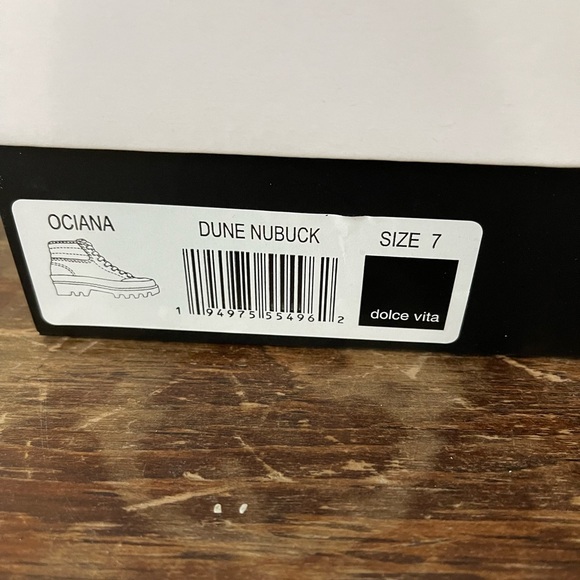 OCIANA
DUNE NUBUCK
SIZE 7
1 94975 55496 2
dolce vita